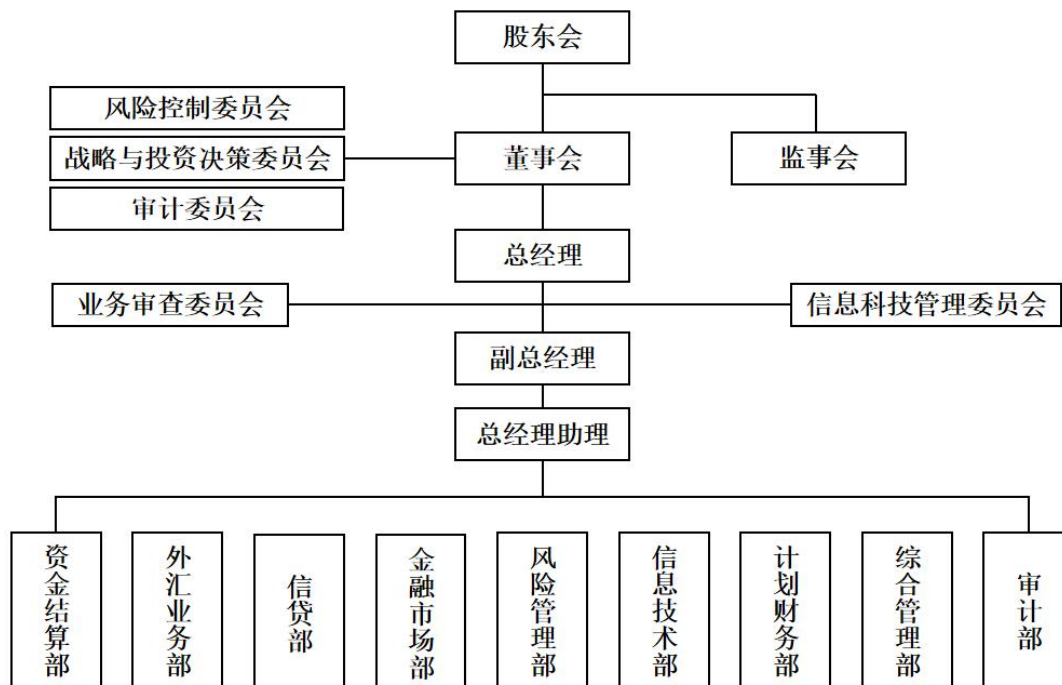 股东会
风险控制委员会
战略与投资决策委员会
董事会
监事会
审计委员会
总经理
业务审查委员会
信息科技管理委员会
副总经理
总经理助理
资金结算部
外汇业务部
信贷部
金融市场部
风险管理部
信息技术部
计划财务部
综合管理部
审计部